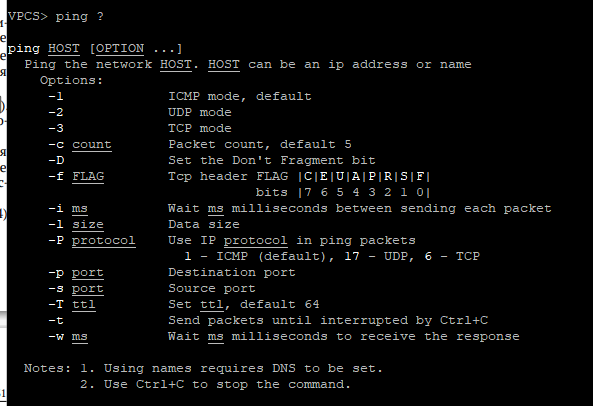 VPCS> ping ?
ping HOST [OPTION ...]
Ping the network HOST. HOST can be an ip address or name
Options:
-1 ICMP mode, default
-2 UDP mode
-3 TCP mode
-c count Packet count, default 5
-D Set the Don't Fragment bit
-f FLAG Tcp header FLAG |C|E|U|A|P|R|S|F|
bits |7 6 5 4 3 2 1 0|
-i ms Wait ms milliseconds between sending each packet
-l size Data size
-P protocol Use IP protocol in ping packets
1 - ICMP (default), 17 - UDP, 6 - TCP
-p port Destination port
-s port Source port
-T ttl Set ttl, default 64
-t Send packets until interrupted by Ctrl+C
-w ms Wait ms milliseconds to receive the response
Notes: 1. Using names requires DNS to be set.
2. Use Ctrl+C to stop the command.